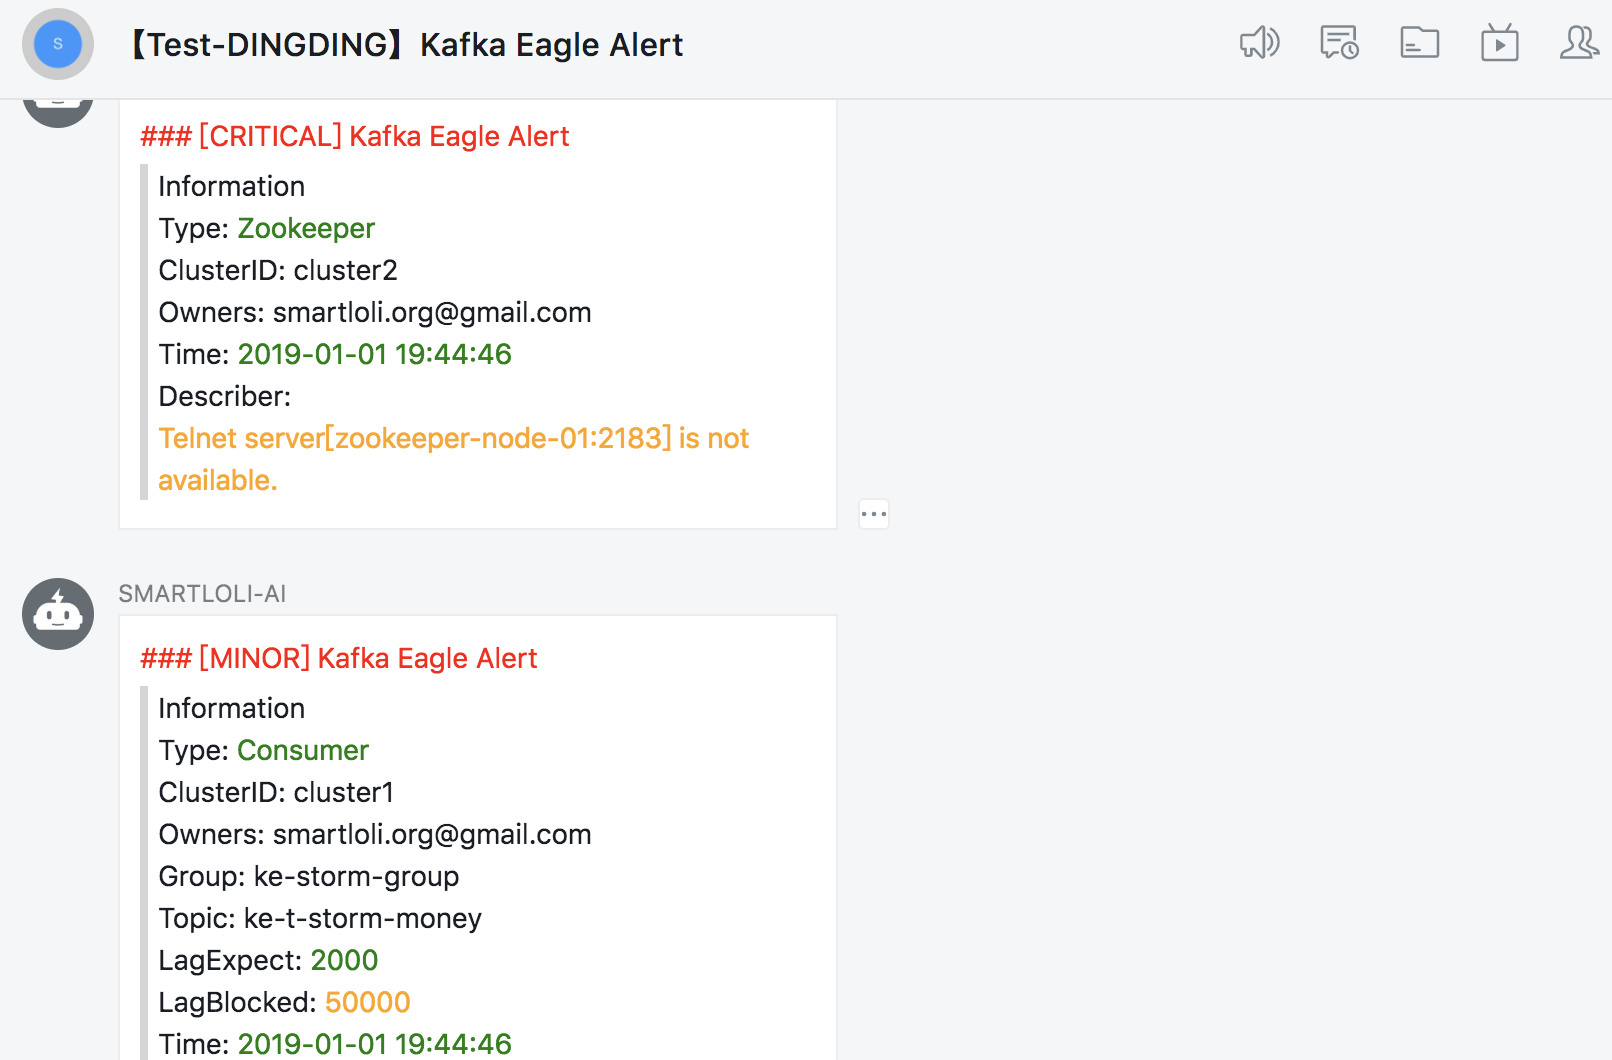 S
【Test-DINGDING】Kafka Eagle Alert
### [CRITICAL] Kafka Eagle Alert
Information
Type: Zookeeper
ClusterID: cluster2
Owners: smartloli.org@gmail.com
Time: 2019-01-01 19:44:46
Describer:
Telnet server[zookeeper-node-01:2183] is not
available.
SMARTLOLI-AI
### [MINOR] Kafka Eagle Alert
Information
Type: Consumer
ClusterID: cluster1
Owners: smartloli.org@gmail.com
Group: ke-storm-group
Topic: ke-t-storm-money
LagExpect: 2000
LagBlocked: 50000
Time: 2019-01-01 19:44:46